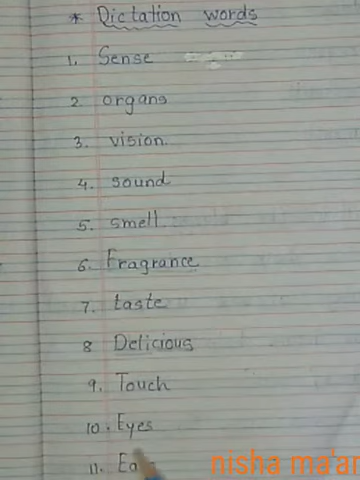 * Dictation words
1. Sense
2. organs
3. vision.
4. sound
5. smell
6. Fragrance
7. taste
8 Delicious
9. Touch
10. Eyes
11.
nisha ma'am